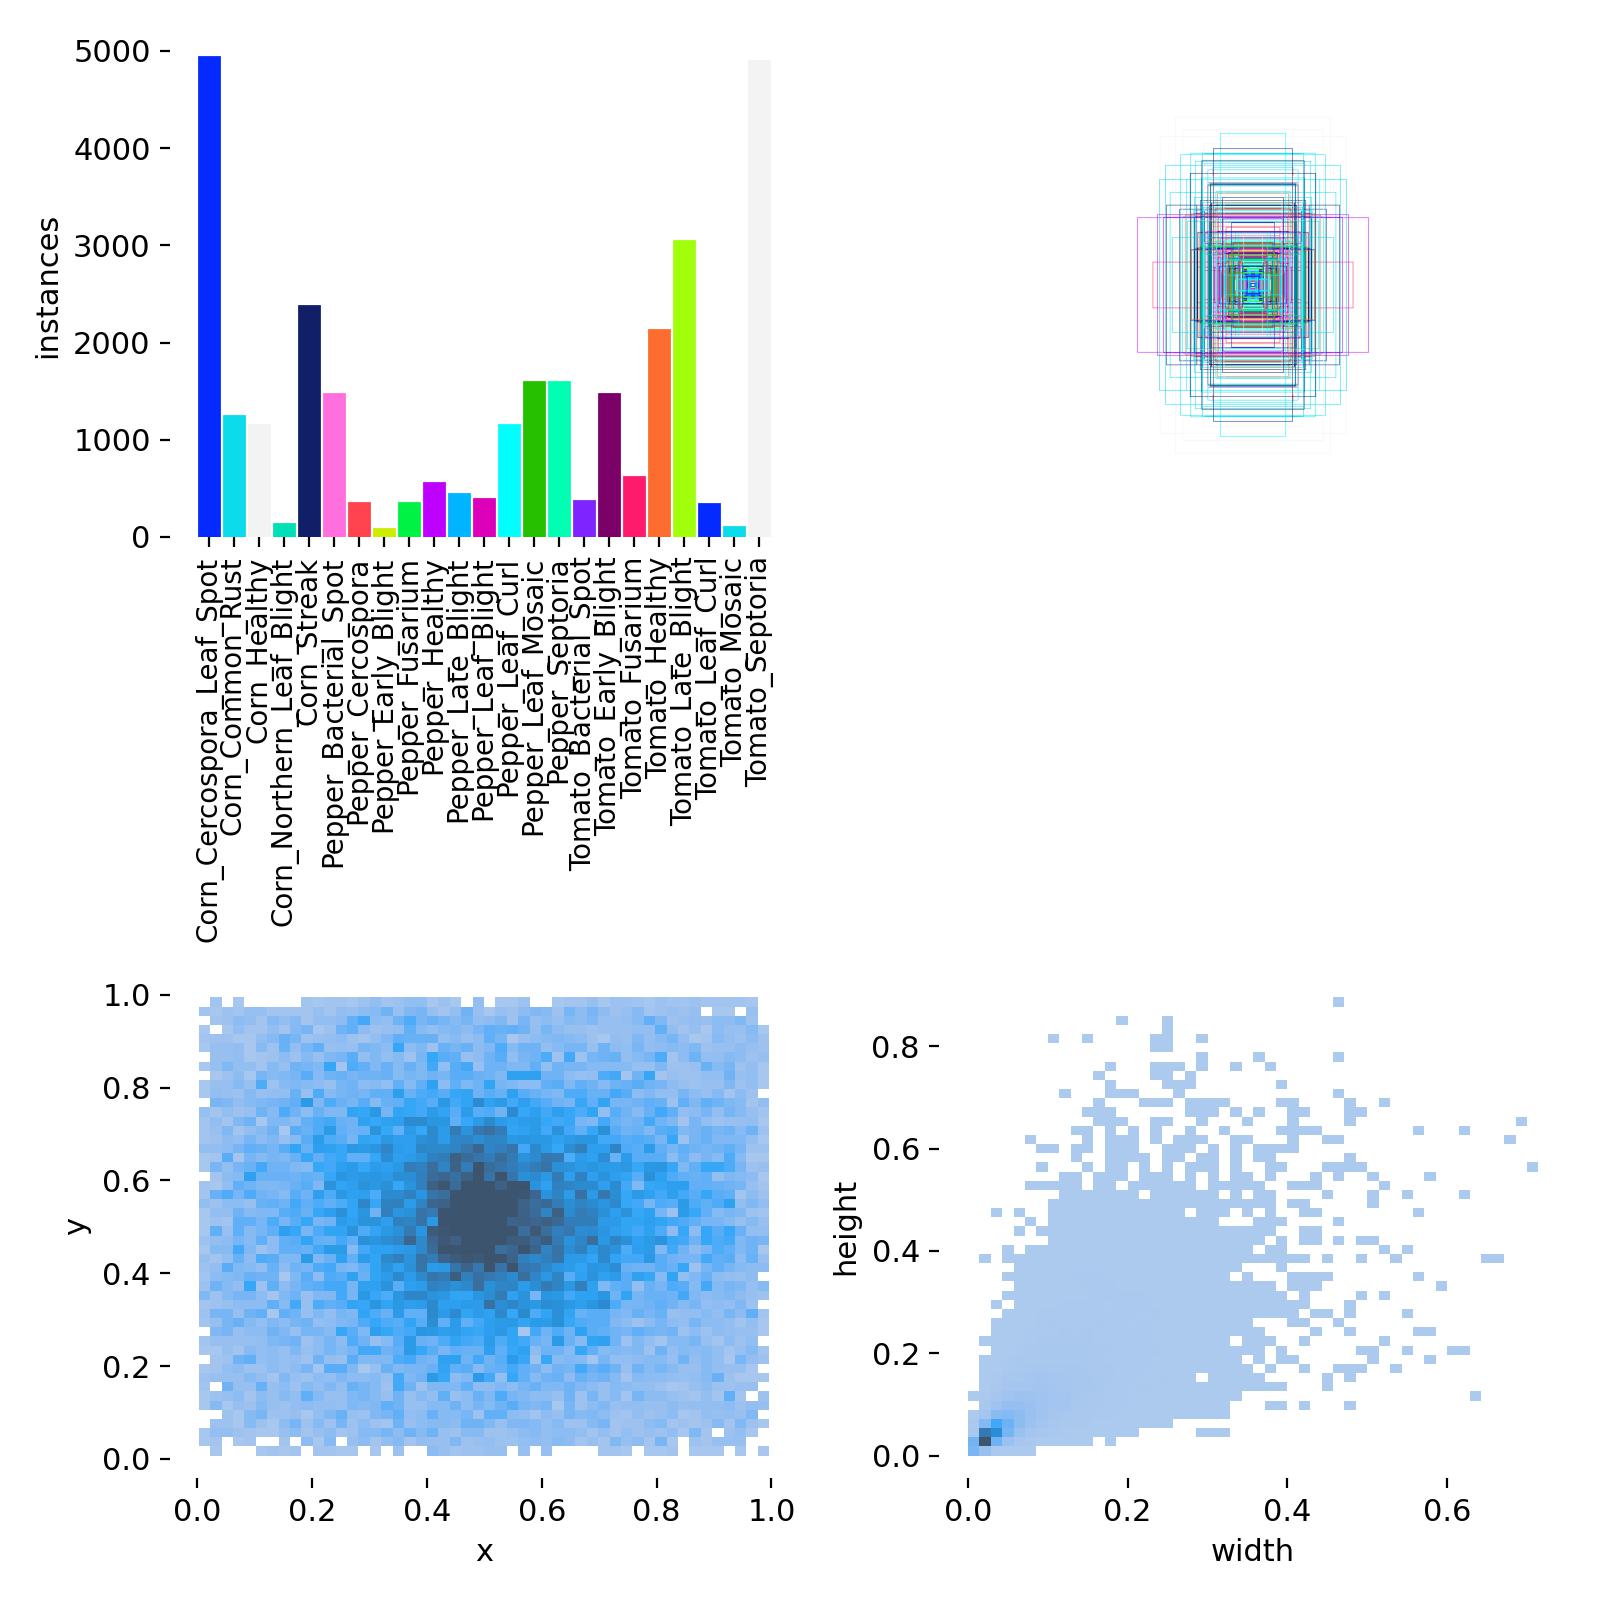 5000
4000
3000
2000
1000
0
instances
Corn_Cercospora_Leaf_Spot
Corn_Common_Rust
Corn_Healthy
Corn_Northern_Leaf_Blight
Corn_Streak
Pepper_Bacterial_Spot
Pepper_Cercospora
Pepper_Early_Blight
Pepper_Fusarium
Pepper_Healthy
Pepper_Late_Blight
Pepper_Leaf_Blight
Pepper_Leaf_Curl
Pepper_Leaf_Mosaic
Pepper_Septoria
Tomato_Bacterial_Spot
Tomato_Early_Blight
Tomato_Fusarium
Tomato_Healthy
Tomato_Late_Blight
Tomato_Leaf_Curl
Tomato_Mosaic
Tomato_Septoria
1.0
0.8
0.6
0.4
0.2
0.0
y
0.0 0.2 0.4 0.6 0.8 1.0
x
0.8
0.6
0.4
0.2
0.0
height
0.0 0.2 0.4 0.6
width